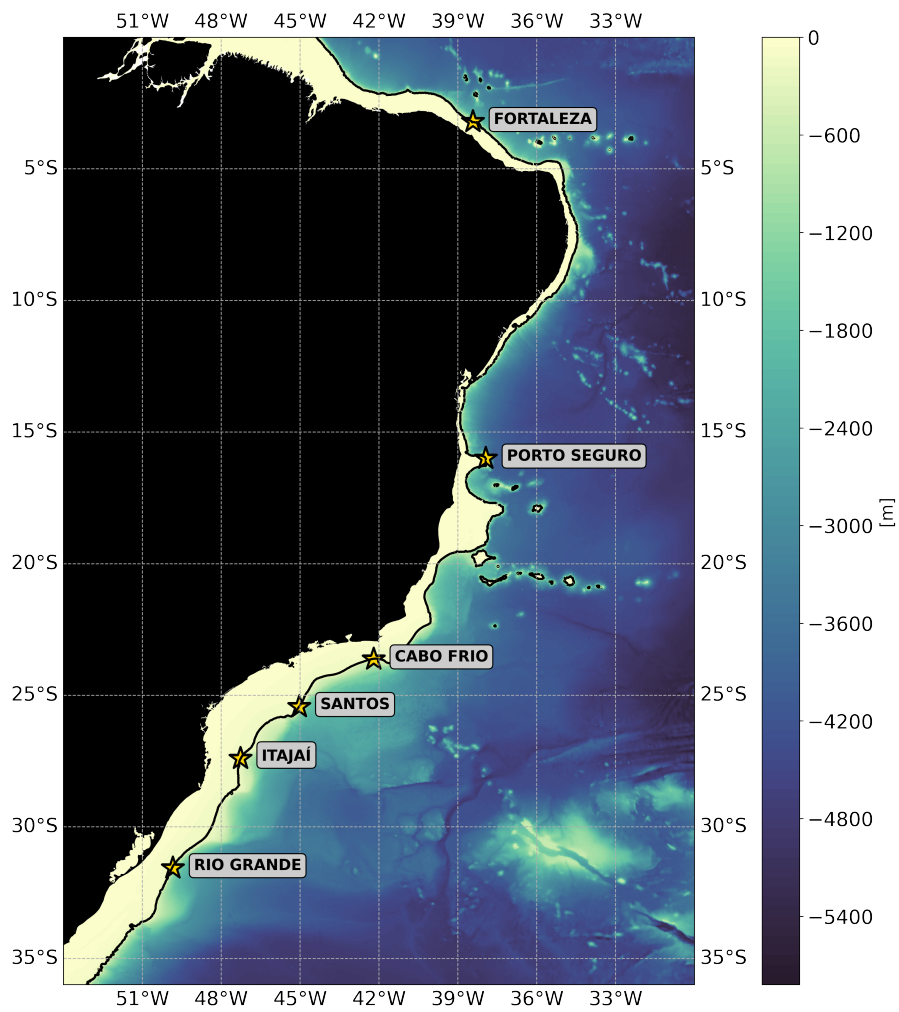 51°W 48°W 45°W 42°W 39°W 36°W 33°W
0
FORTALEZA
−600
5°S 5°S
−1200
10°S 10°S
−1800
−2400
15°S 15°S
PORTO SEGURO
−3000
[m]
20°S 20°S
−3600
CABO FRIO
25°S 25°S
SANTOS
−4200
ITAJAÍ
−4800
30°S 30°S
RIO GRANDE
−5400
35°S 35°S
51°W 48°W 45°W 42°W 39°W 36°W 33°W